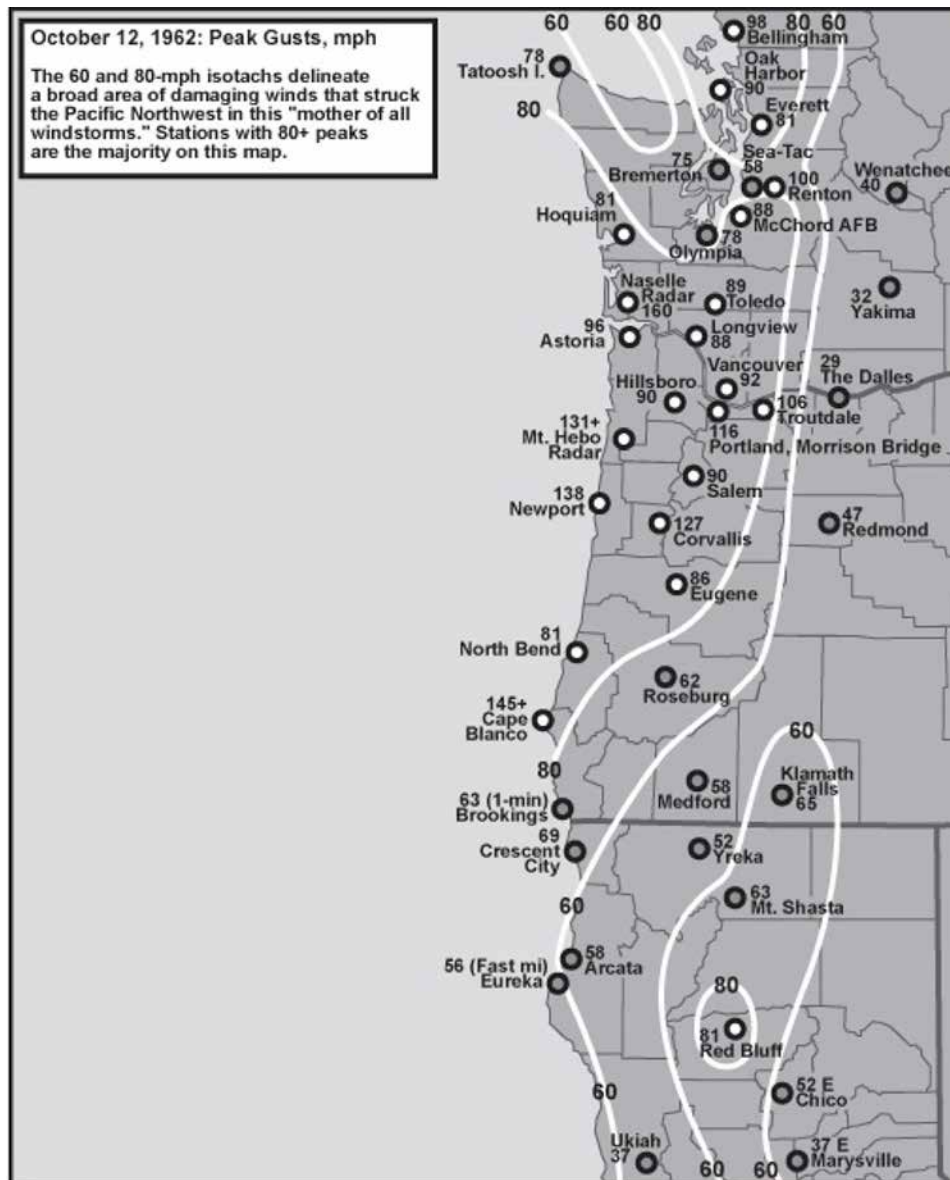 October 12, 1962: Peak Gusts, mph
The 60 and 80-mph isotachs delineate
a broad area of damaging winds that struck
the Pacific Northwest in this "mother of all
windstorms." Stations with 80+ peaks
are the majority on this map.
60
60
80
98
Bellingham
80
60
78
Tatoosh I.
Oak
Harbor
90
80
Everett
81
75
Bremerton
Sea-Tac
58
100
Renton
Wenatchee
40
81
Hoquiam
88
McChord AFB
78
Olympia
Naselle
Radar
160
89
Toledo
32
Yakima
96
Astoria
Longview
88
Vancouver
92
29
The Dalles
Hillsboro
90
106
Troutdale
116
Portland, Morrison Bridge
131+
Mt. Hebo
Radar
90
Salem
138
Newport
127
Corvallis
47
Redmond
86
Eugene
81
North Bend
62
Roseburg
145+
Cape
Blanco
60
80
58
Medford
Klamath
Falls
65
63 (1-min)
Brookings
69
Crescent
City
52
Yreka
63
Mt. Shasta
60
58
Arcata
56 (Fast mi)
Eureka
80
81
Red Bluff
60
52 E
Chico
Ukiah
37
60
60
37 E
Marysville